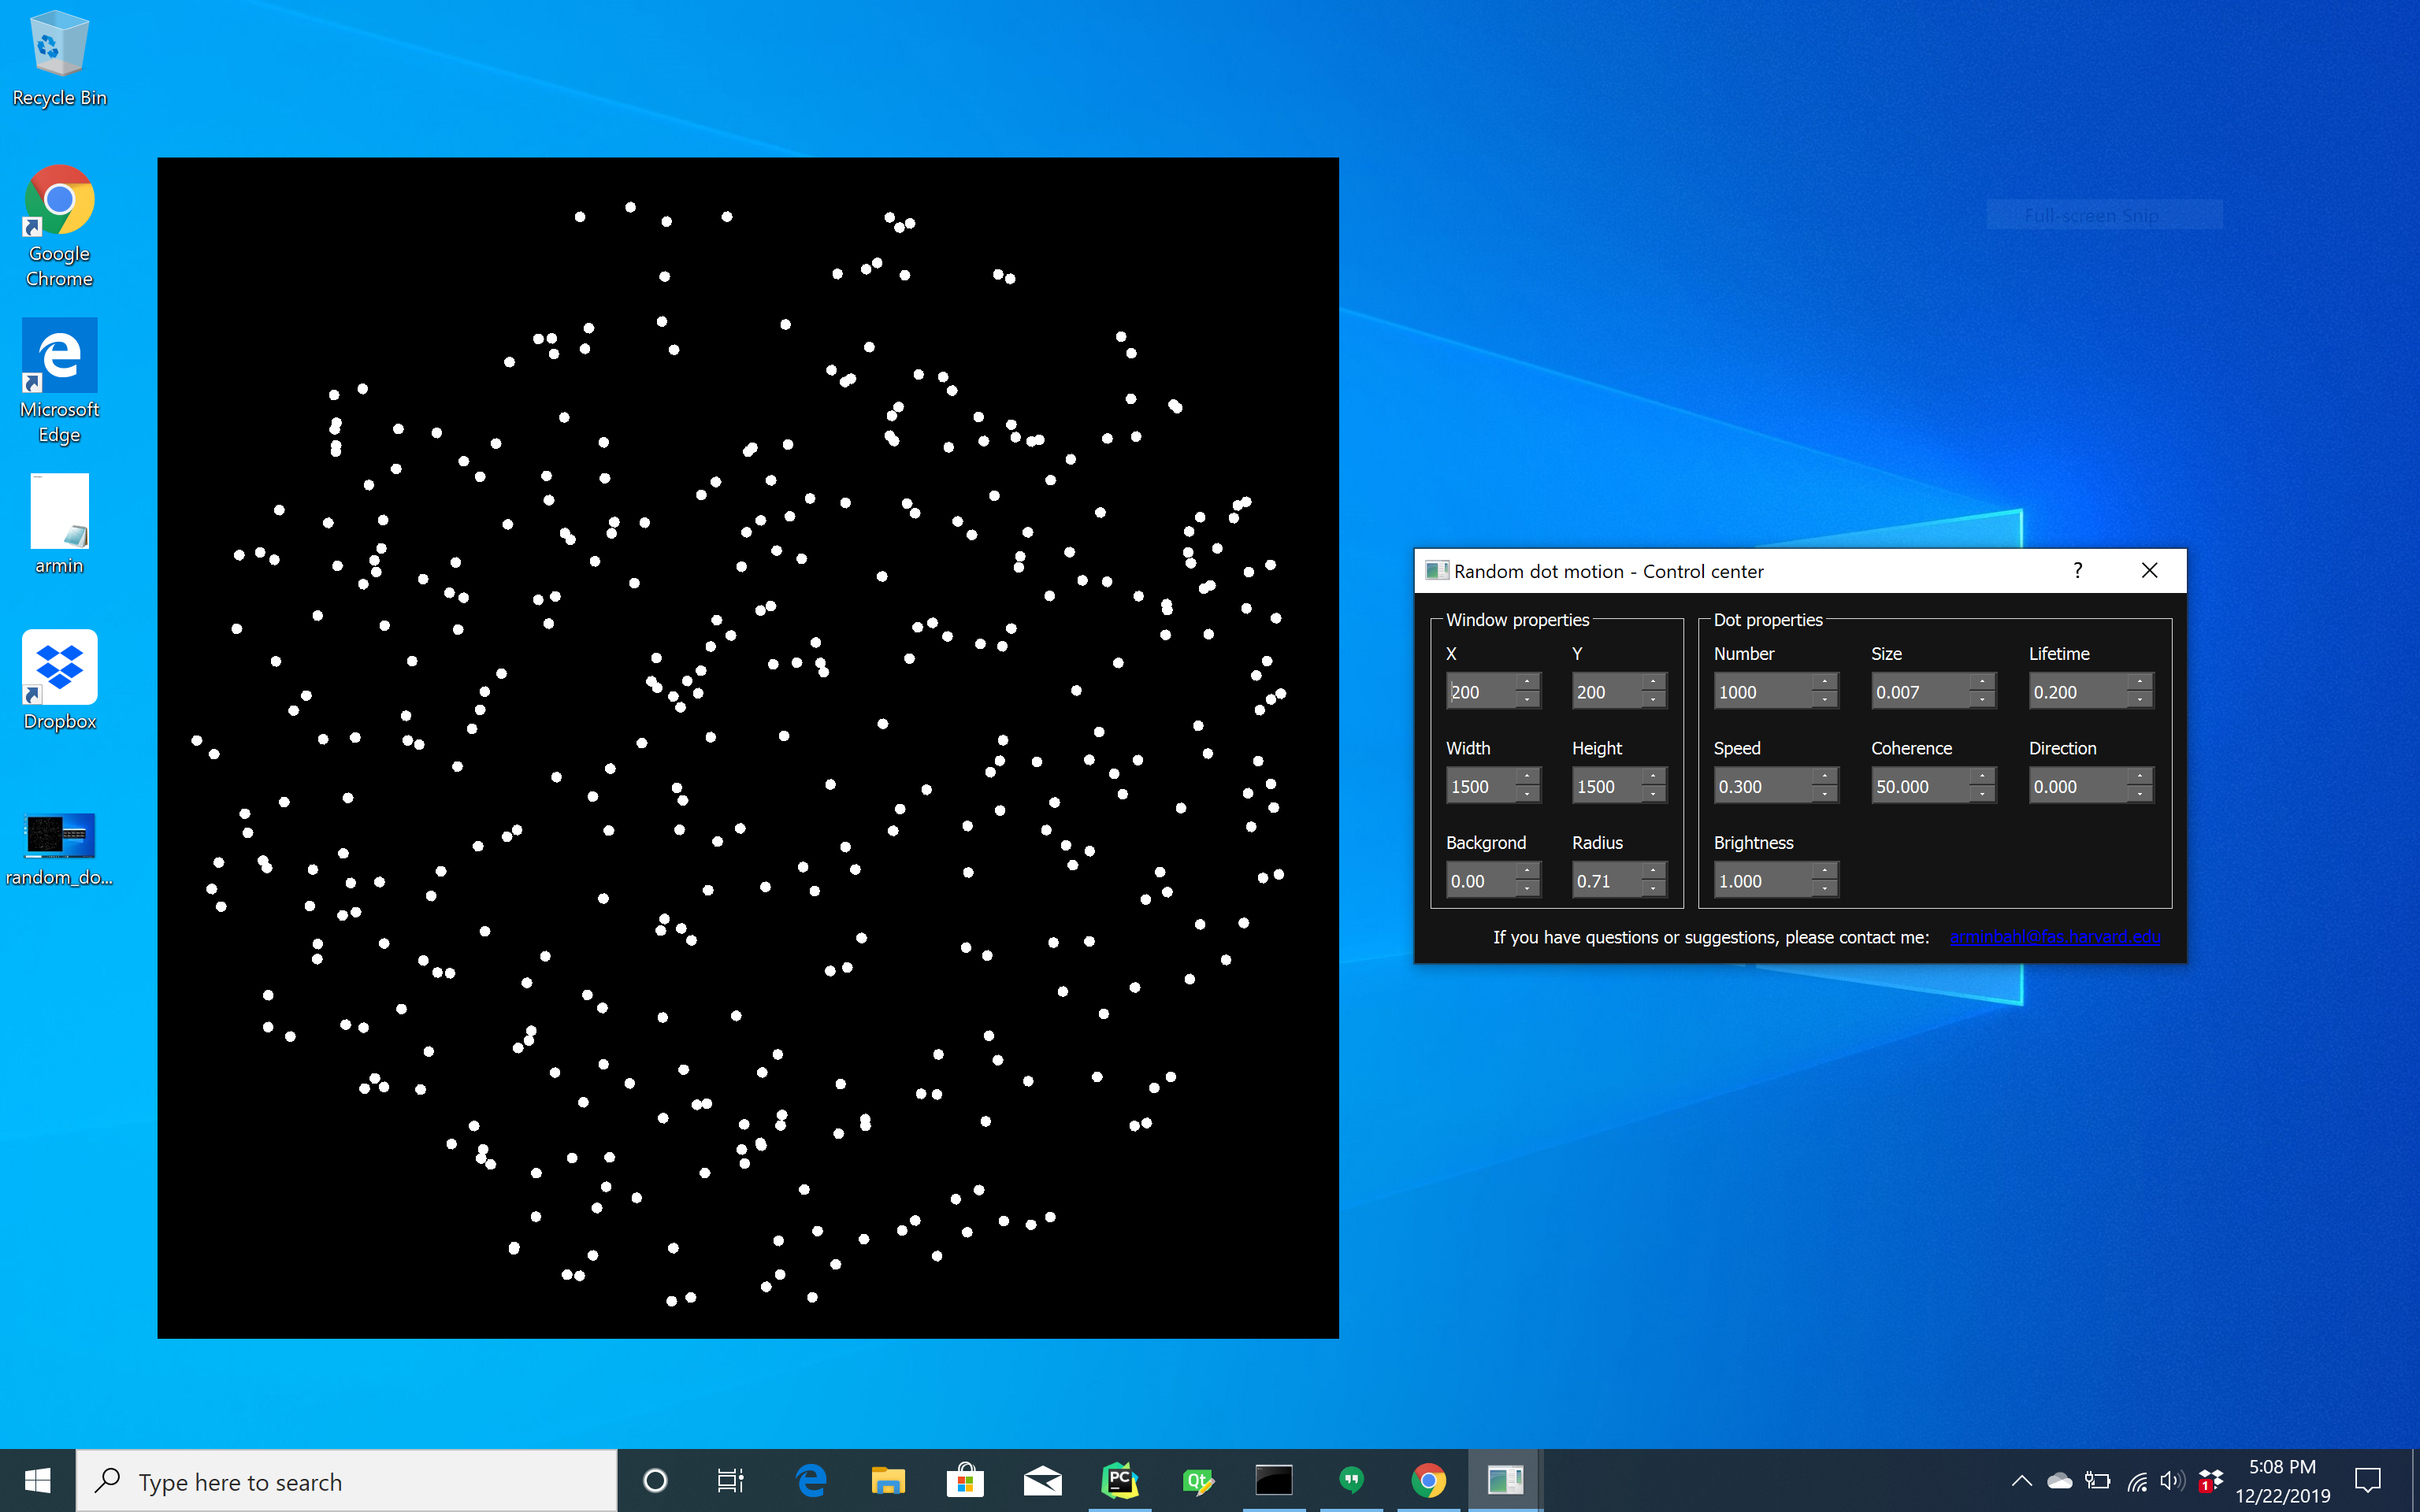 Recycle Bin
Google
Chrome
Microsoft
Edge
armin
Dropbox
random_do...
Full-screen Snip
Random dot motion - Control center
?
Window properties
X
Y
200
200
Width
Height
1500
1500
Backgrond
Radius
0.00
0.71
Dot properties
Number
Size
Lifetime
1000
0.007
0.200
Speed
Coherence
Direction
0.300
50.000
0.000
Brightness
1.000
If you have questions or suggestions, please contact me: arminbahl@fas.harvard.edu
Type here to search
PC
Qt
1
5:08 PM
12/22/2019